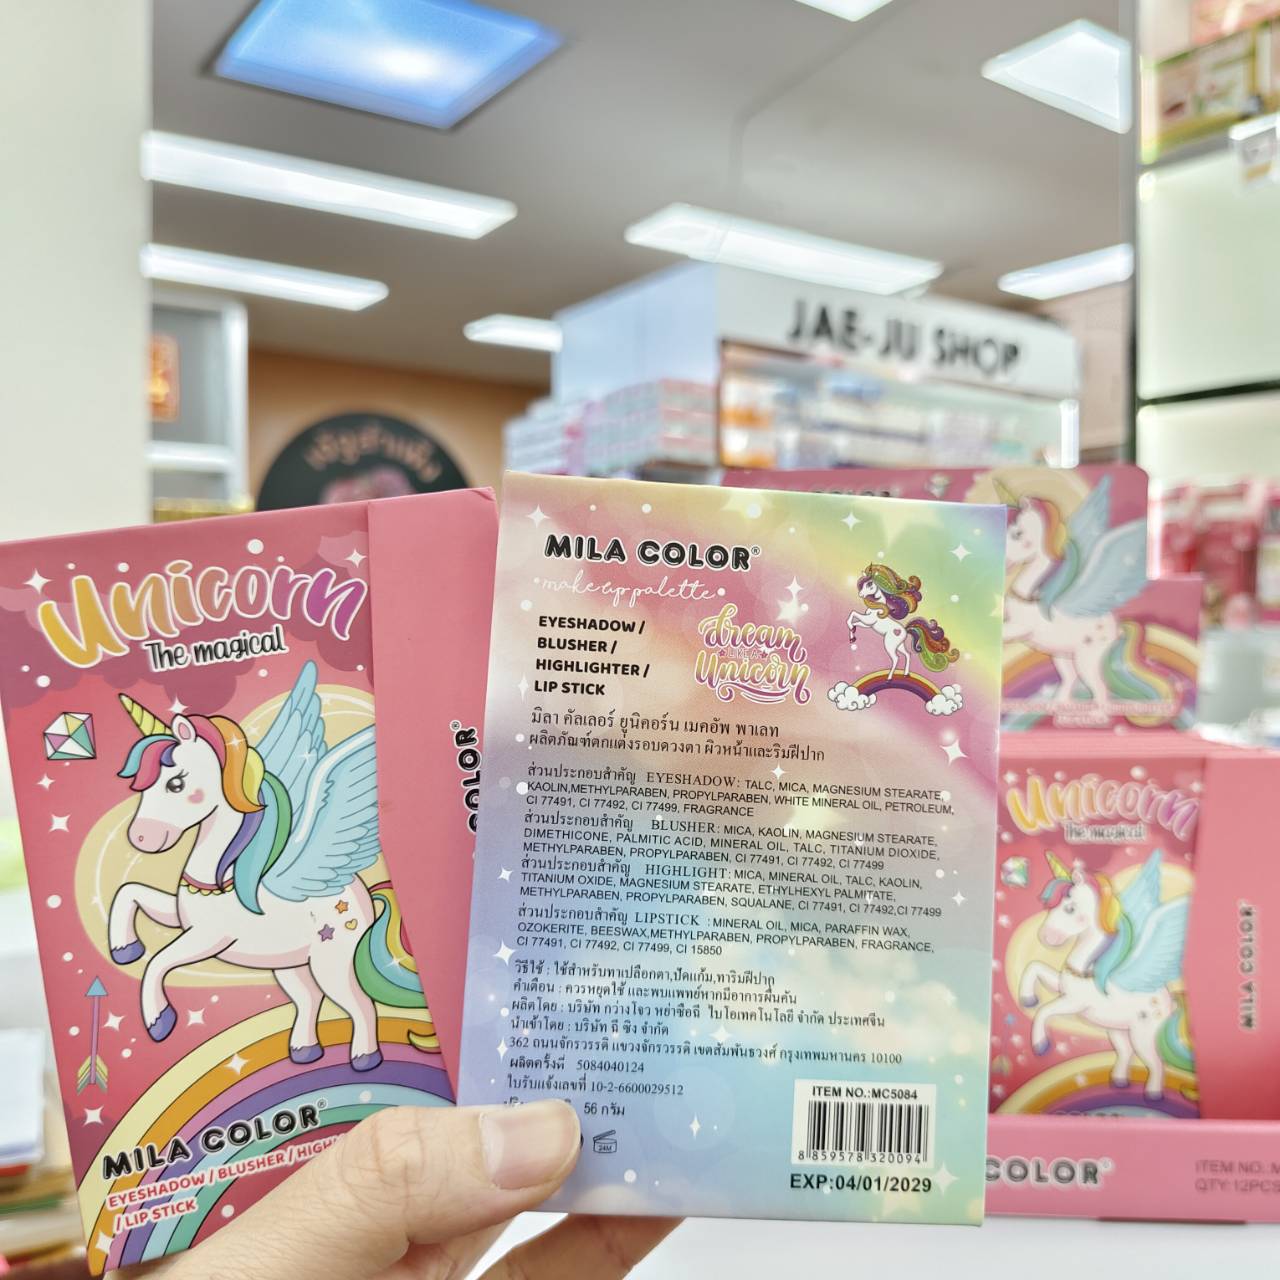 JAE-JU SHOP
Unicorn
The magical
MILA COLOR®
EYESHADOW / BLUSHER / HIGH
/ LIP STICK
MILA COLOR®
make up palette
EYESHADOW /
BLUSHER /
HIGHLIGHTER /
LIP STICK
dream
LIKE A
Unicorn
มิลา คัลเลอร์ ยูนิคอร์น เมคอัพ พาเลท
ผลิตภัณฑ์ตกแต่งรอบดวงตา ผิวหน้าและริมฝีปาก
ส่วนประกอบสำคัญ EYESHADOW : TALC, MICA, MAGNESIUM STEARATE,
KAOLIN,METHYLPARABEN, PROPYLPARABEN, WHITE MINERAL OIL, PETROLEUM,
CI 77491, CI 77492, CI 77499, FRAGRANCE
ส่วนประกอบสำคัญ BLUSHER: MICA, KAOLIN, MAGNESIUM STEARATE,
DIMETHICONE, PALMITIC ACID, MINERAL OIL, TALC, TITANIUM DIOXIDE,
METHYLPARABEN, PROPYLPARABEN, CI 77491, CI 77492, CI 77499
ส่วนประกอบสำคัญ HIGHLIGHT: MICA, MINERAL OIL, TALC, KAOLIN,
TITANIUM OXIDE, MAGNESIUM STEARATE, ETHYLHEXYL PALMITATE,
METHYLPARABEN, PROPYLPARABEN, SQUALANE, CI 77491, CI 77492,CI 77499
ส่วนประกอบสำคัญ LIPSTICK : MINERAL OIL, MICA, PARAFFIN WAX,
OZOKERITE, BEESWAX,METHYLPARABEN, PROPYLPARABEN, FRAGRANCE,
CI 77491, CI 77492, CI 77499, CI 15850
วิธีใช้ : ใช้สำหรับทาเปลือกตา,ปัดแก้ม,ทาริมฝีปาก
คำเตือน : ควรหยุดใช้ และพบแพทย์หากมีอาการผื่นคัน
ผลิตโดย : บริษัท กว่างโจว หย่าซือถี ไบโอเทคโนโลยี จำกัด ประเทศจีน
นำเข้าโดย : บริษัท ถี ซิง จำกัด
362 ถนนจักรวรรดิ แขวงจักรวรรดิ เขตสัมพันธวงศ์ กรุงเทพมหานคร 10100
ผลิตครั้งที่ 5084040124
ใบรับแจ้งเลขที่ 10-2-6600029512
56 กรัม
24M
ITEM NO.:MC5084
8 859578 320094
EXP:04/01/2029
Unicorn
The magical
MILA COLOR®
COLOR®
ITEM NO.
QTY:12PCS